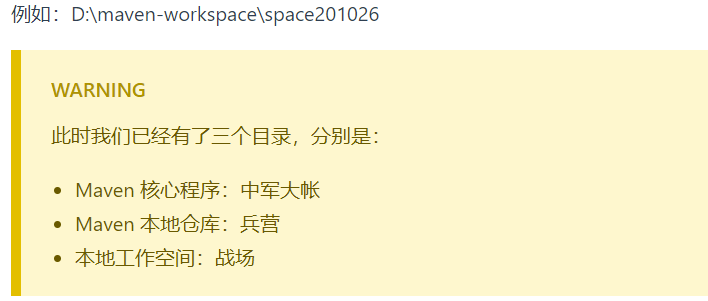 例如：D:\maven-workspace\space201026
WARNING
此时我们已经有了三个目录，分别是：
• Maven 核心程序：中军大帐
• Maven 本地仓库：兵营
• 本地工作空间：战场